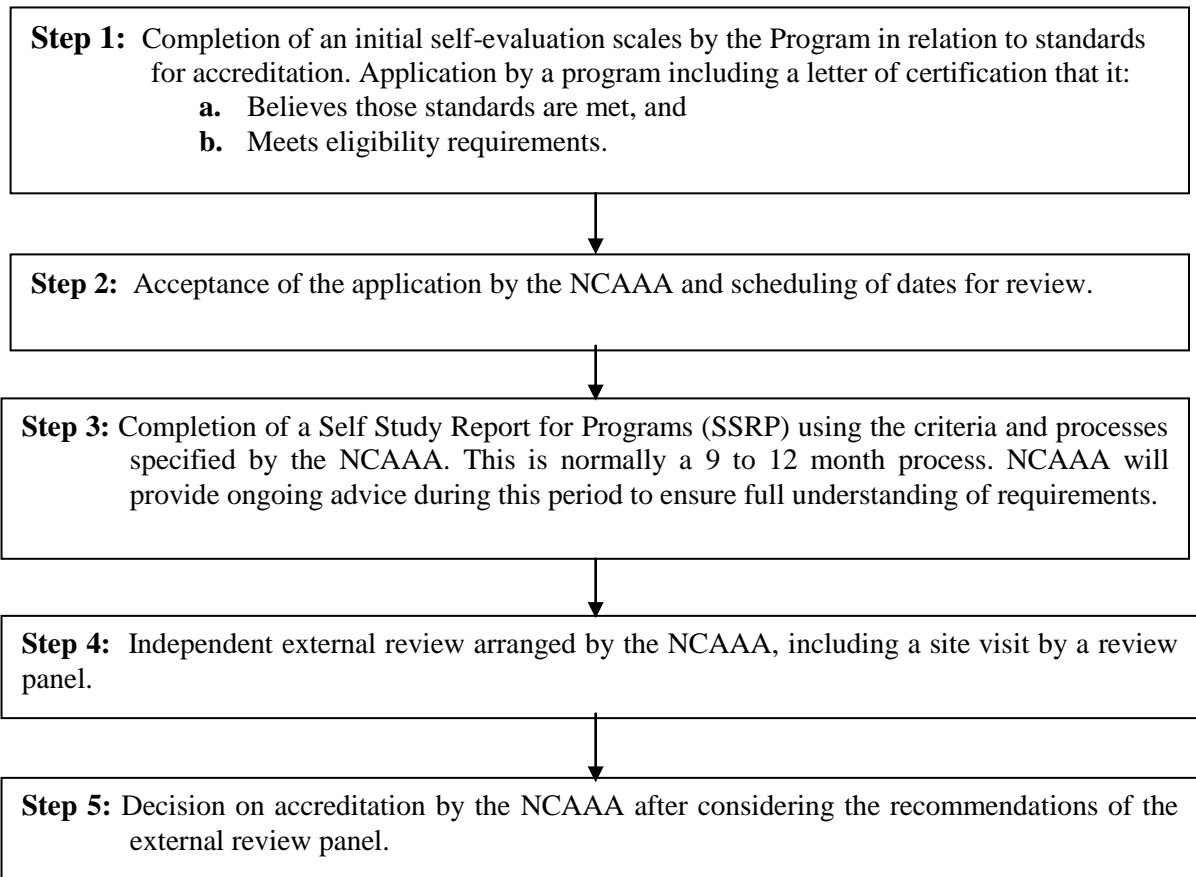 Step 1: Completion of an initial self-evaluation scales by the Program in relation to standards
for accreditation. Application by a program including a letter of certification that it:
a. Believes those standards are met, and
b. Meets eligibility requirements.
Step 2: Acceptance of the application by the NCAAA and scheduling of dates for review.
Step 3: Completion of a Self Study Report for Programs (SSRP) using the criteria and processes
specified by the NCAAA. This is normally a 9 to 12 month process. NCAAA will
provide ongoing advice during this period to ensure full understanding of requirements.
Step 4: Independent external review arranged by the NCAAA, including a site visit by a review
panel.
Step 5: Decision on accreditation by the NCAAA after considering the recommendations of the
external review panel.